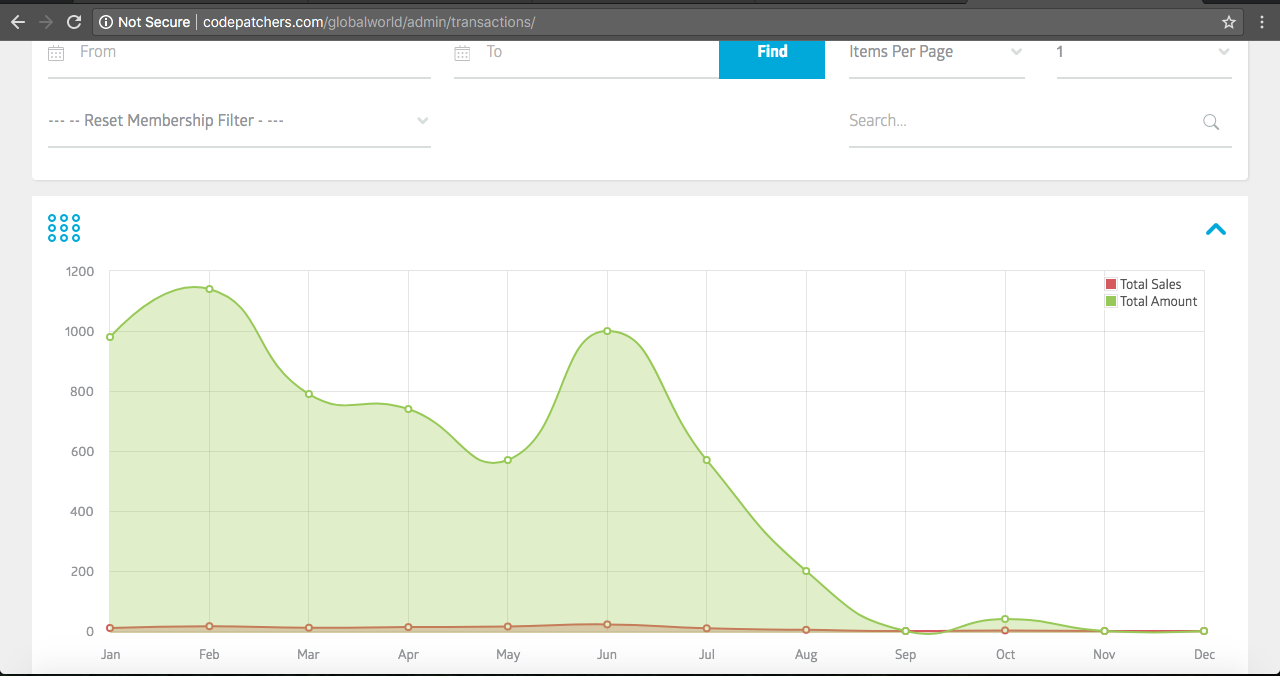 Not Secure | codepatchers.com/globalworld/admin/transactions/
From To Find Items Per Page 1
--- -- Reset Membership Filter - --- Search...
1200
Total Sales
Total Amount
1000
800
600
400
200
0
Jan Feb Mar Apr May Jun Jul Aug Sep Oct Nov Dec